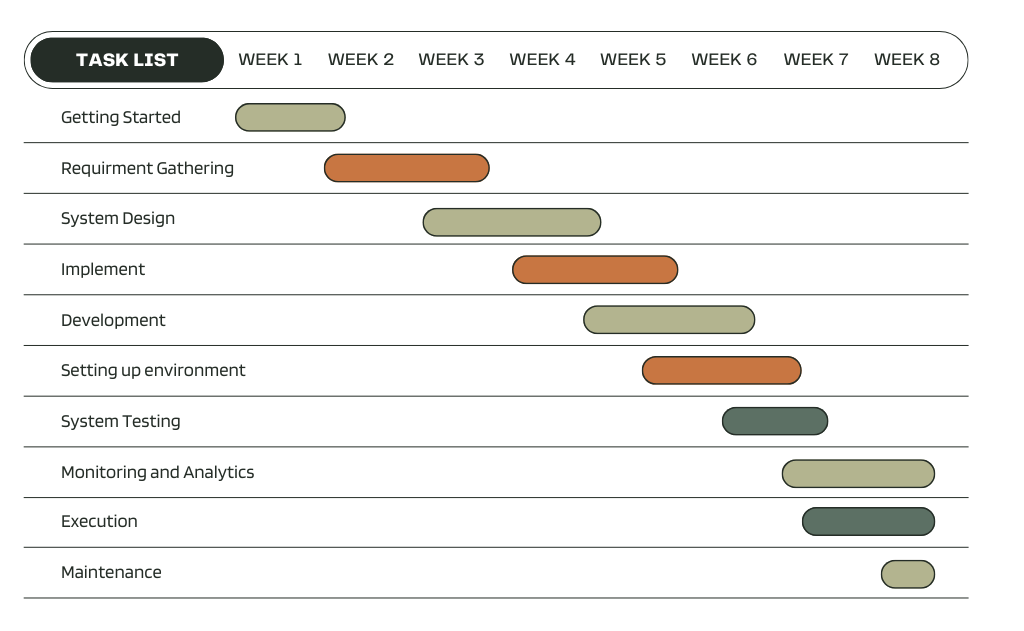 TASK LIST WEEK 1 WEEK 2 WEEK 3 WEEK 4 WEEK 5 WEEK 6 WEEK 7 WEEK 8
Getting Started
Requirment Gathering
System Design
Implement
Development
Setting up environment
System Testing
Monitoring and Analytics
Execution
Maintenance